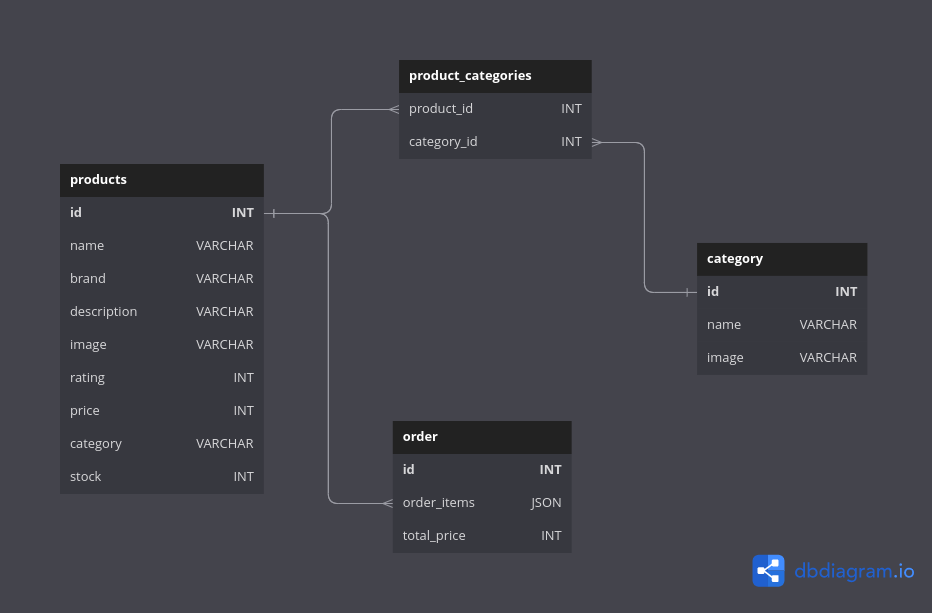 product_categories
product_id INT
category_id INT
products
id INT
name VARCHAR
brand VARCHAR
description VARCHAR
image VARCHAR
rating INT
price INT
category VARCHAR
stock INT
category
id INT
name VARCHAR
image VARCHAR
order
id INT
order_items JSON
total_price INT
dbdiagram.io